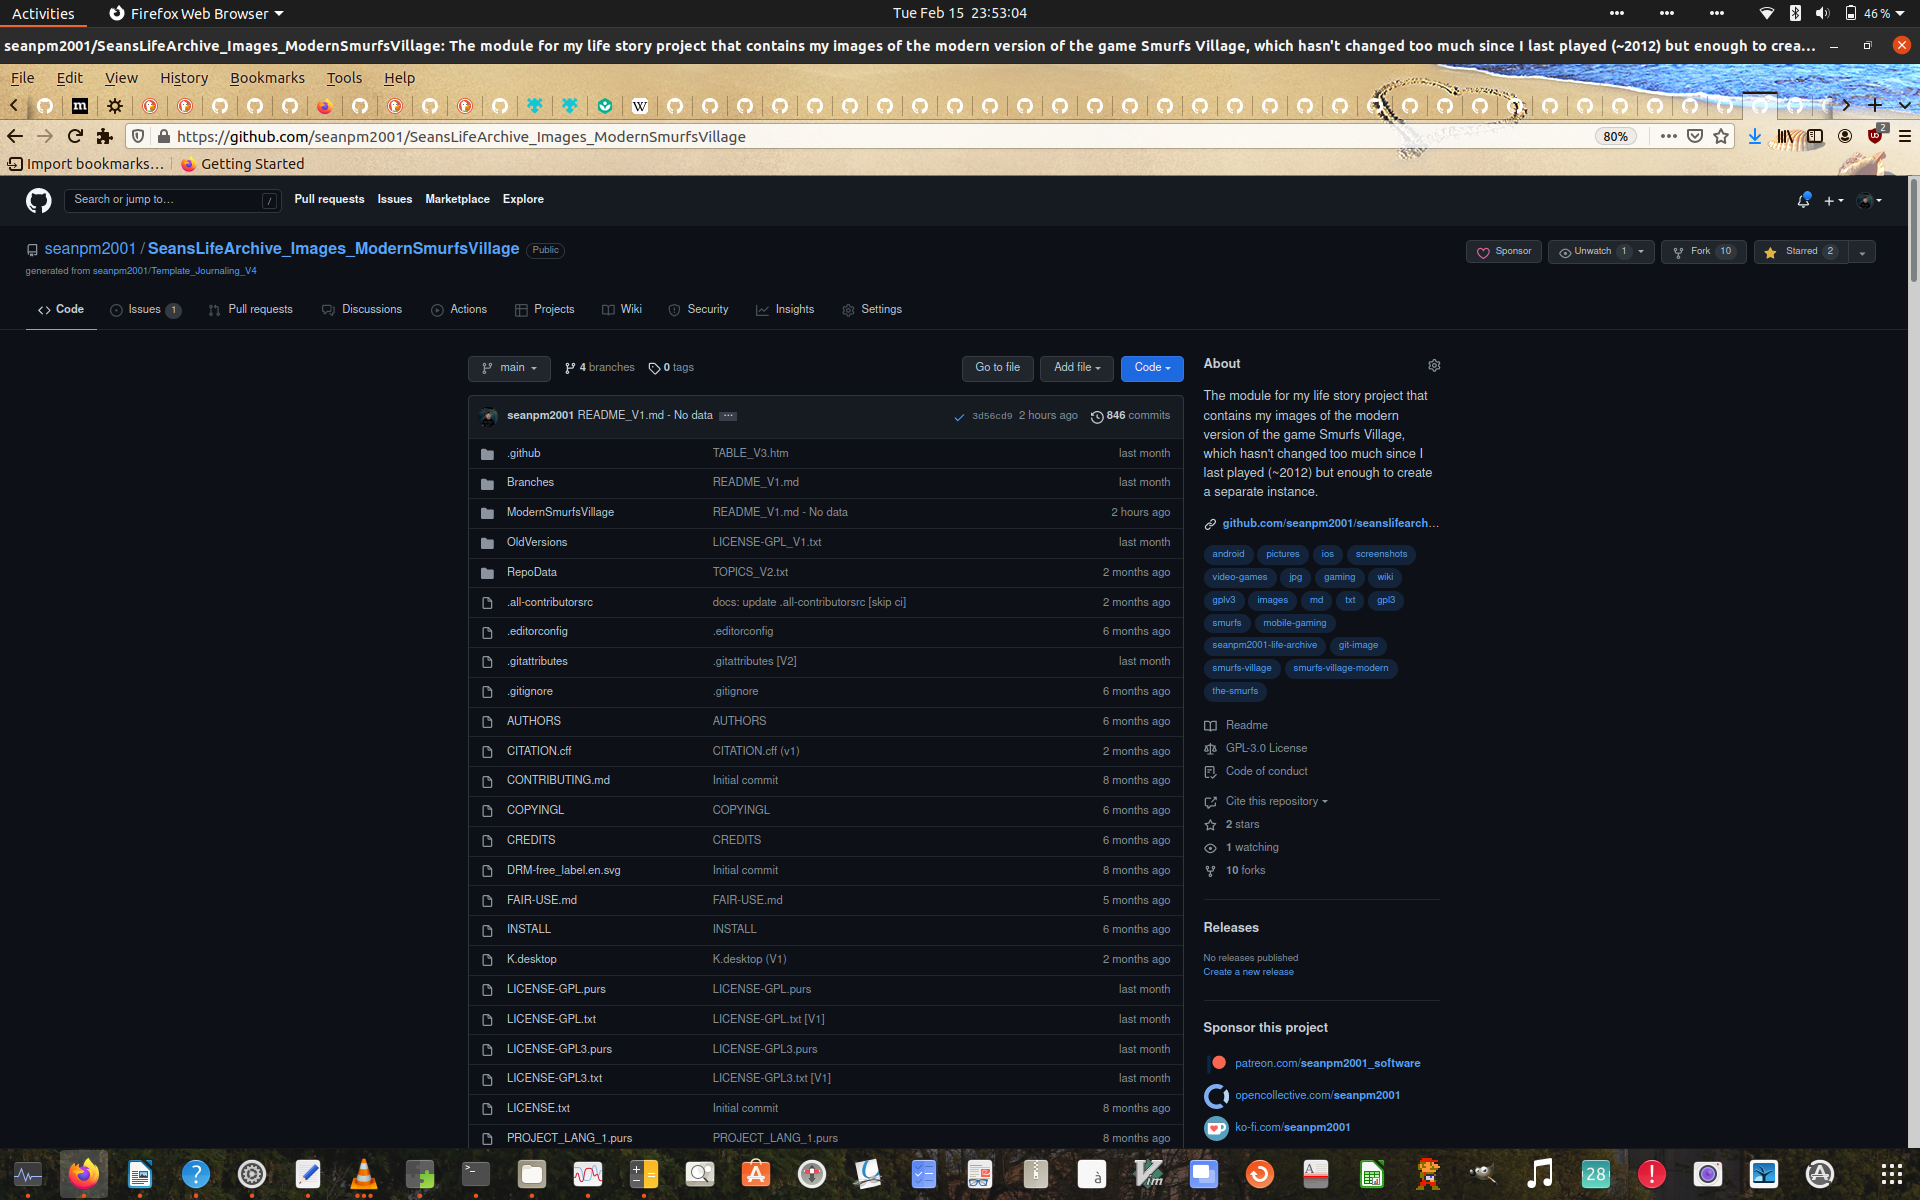 Activities
Firefox Web Browser
Tue Feb 15 23:53:04
46 %
seanpm2001/SeansLifeArchive_Images_ModernSmurfsVillage: The module for my life story project that contains my images of the modern version of the game Smurfs Village, which hasn't changed too much since I last played (~2012) but enough to crea...
File Edit View History Bookmarks Tools Help
https://github.com/seanpm2001/SeansLifeArchive_Images_ModernSmurfsVillage
80%
2
Import bookmarks... Getting Started
Search or jump to... /
Pull requests Issues Marketplace Explore
seanpm2001 / SeansLifeArchive_Images_ModernSmurfsVillage Public
generated from seanpm2001/Template_Journaling_V4
Sponsor Unwatch 1 Fork 10 Starred 2
Code Issues 1 Pull requests Discussions Actions Projects Wiki Security Insights Settings
main 4 branches 0 tags
Go to file Add file Code
seanpm2001 README_V1.md - No data ... 3d56cd9 2 hours ago 846 commits
.github TABLE_V3.htm last month
Branches README_V1.md last month
ModernSmurfsVillage README_V1.md - No data 2 hours ago
OldVersions LICENSE-GPL_V1.txt last month
RepoData TOPICS_V2.txt 2 months ago
.all-contributorsrc docs: update .all-contributorsrc [skip ci] 2 months ago
.editorconfig .editorconfig 6 months ago
.gitattributes .gitattributes [V2] last month
.gitignore .gitignore 6 months ago
AUTHORS AUTHORS 6 months ago
CITATION.cff CITATION.cff (v1) 2 months ago
CONTRIBUTING.md Initial commit 8 months ago
COPYINGL COPYINGL 6 months ago
CREDITS CREDITS 6 months ago
DRM-free_label.en.svg Initial commit 8 months ago
FAIR-USE.md FAIR-USE.md 5 months ago
INSTALL INSTALL 6 months ago
K.desktop K.desktop (V1) 2 months ago
LICENSE-GPL.purs LICENSE-GPL.purs last month
LICENSE-GPL.txt LICENSE-GPL.txt [V1] last month
LICENSE-GPL3.purs LICENSE-GPL3.purs last month
LICENSE-GPL3.txt LICENSE-GPL3.txt [V1] last month
LICENSE.txt Initial commit 8 months ago
PROJECT_LANG_1.purs PROJECT_LANG_1.purs 8 months ago
About
The module for my life story project that
contains my images of the modern
version of the game Smurfs Village,
which hasn't changed too much since I
last played (~2012) but enough to create
a separate instance.
github.com/seanpm2001/seanslifearch...
android pictures ios screenshots
video-games jpg gaming wiki
gplv3 images md txt gpl3
smurfs mobile-gaming
seanpm2001-life-archive git-image
smurfs-village smurfs-village-modern
the-smurfs
Readme
GPL-3.0 License
Code of conduct
Cite this repository
2 stars
1 watching
10 forks
Releases
No releases published
Create a new release
Sponsor this project
patreon.com/seanpm2001_software
opencollective.com/seanpm2001
ko-fi.com/seanpm2001
28